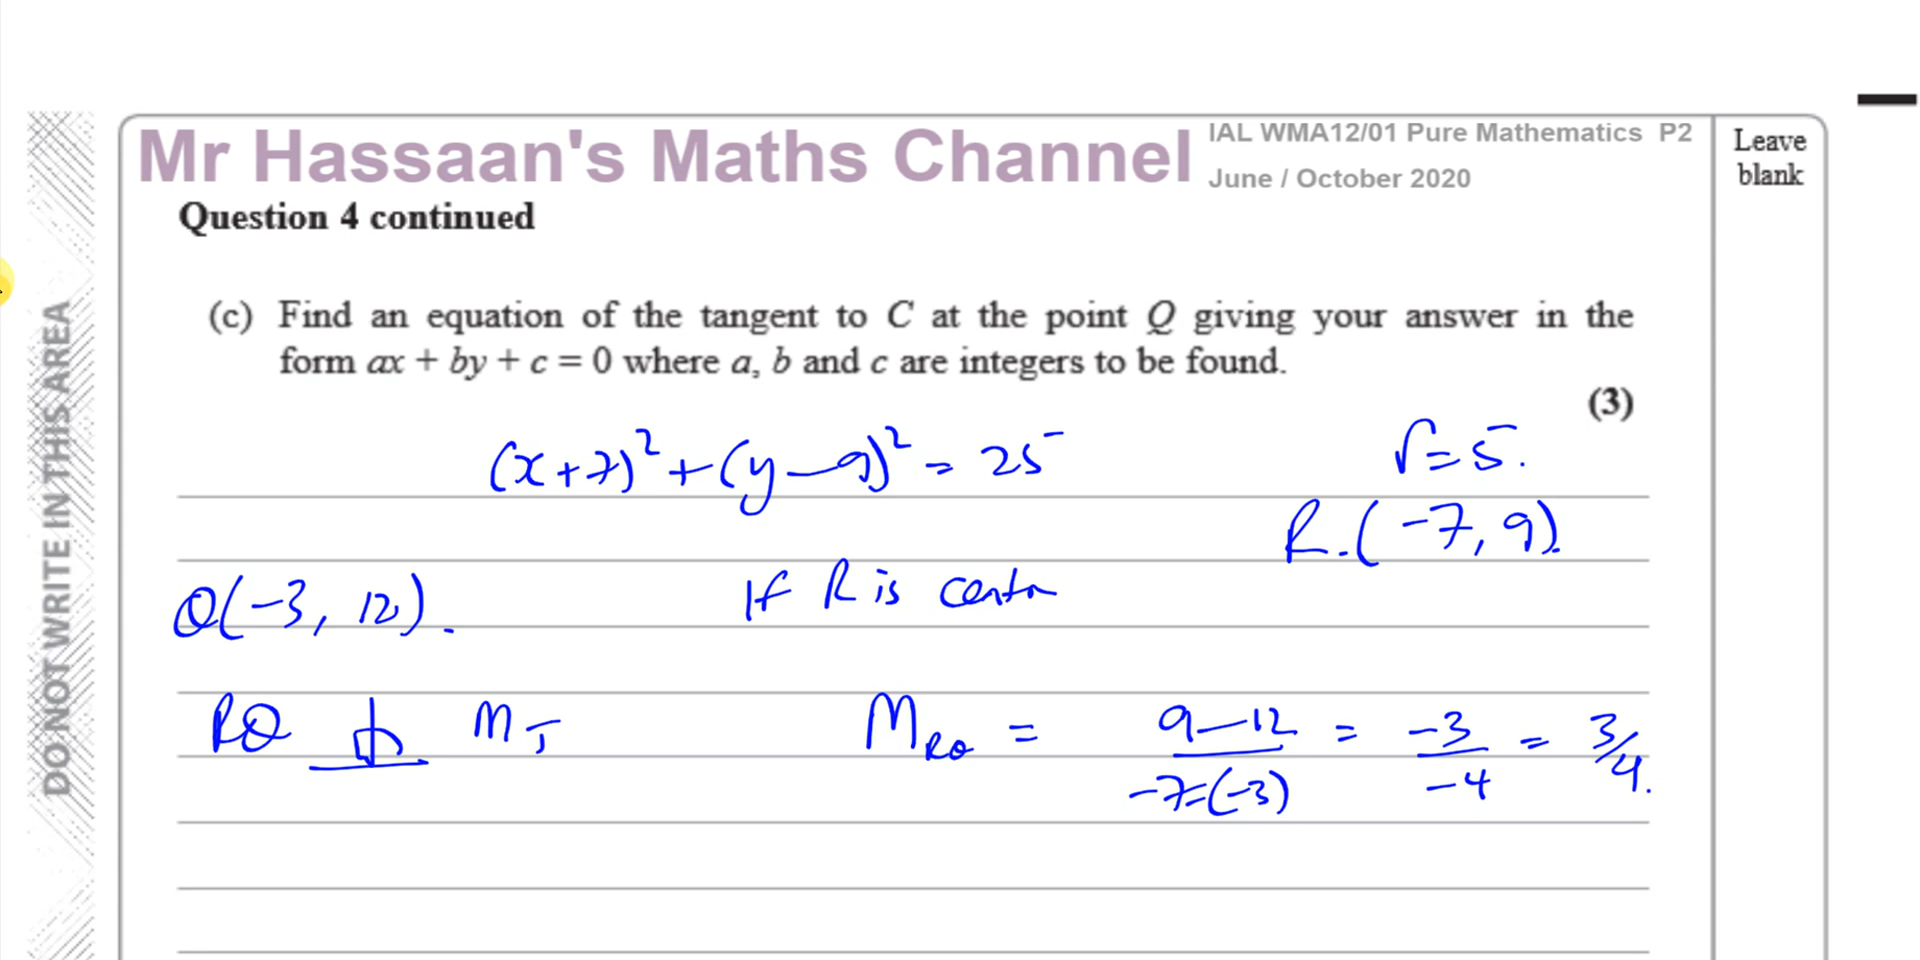 Mr Hassaan's Maths Channel
IAL WMA12/01 Pure Mathematics P2
June / October 2020
Leave
blank
Question 4 continued
(c) Find an equation of the tangent to C at the point Q giving your answer in the
form ax + by + c = 0 where a, b and c are integers to be found.
(3)
(x+7)² + (y-9)² = 25
r = 5.
R. (-7, 9).
Q(-3, 12).
If R is centr
RQ ⊥ m_T
M_RQ = (9-12)/(-7-(-3)) = -3/-4 = 3/4.
DO NOT WRITE IN THIS AREA